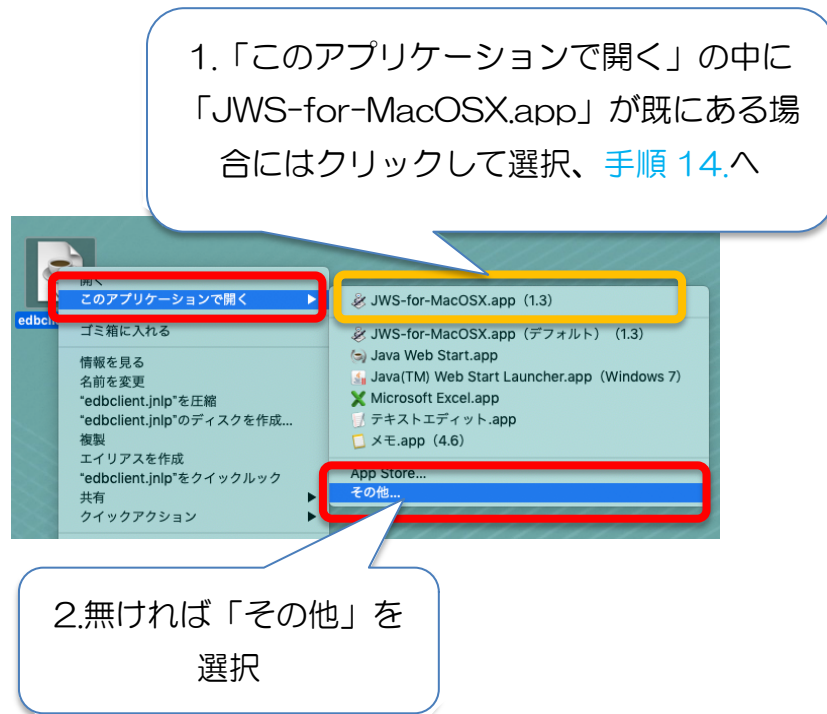 1.「このアプリケーションで開く」の中に
「JWS-for-MacOSX.app」が既にある場
合にはクリックして選択、手順 14.へ
開く
このアプリケーションで開く
ゴミ箱に入れる
情報を見る
名前を変更
"edbclient.jnlp"を圧縮
"edbclient.jnlp"のディスクを作成...
複製
エイリアスを作成
"edbclient.jnlp"をクイックルック
共有
クイックアクション
JWS-for-MacOSX.app（1.3）
JWS-for-MacOSX.app（デフォルト）（1.3）
Java Web Start.app
Java(TM) Web Start Launcher.app（Windows 7）
Microsoft Excel.app
テキストエディット.app
メモ.app（4.6）
App Store...
その他...
2.無ければ「その他」を
選択